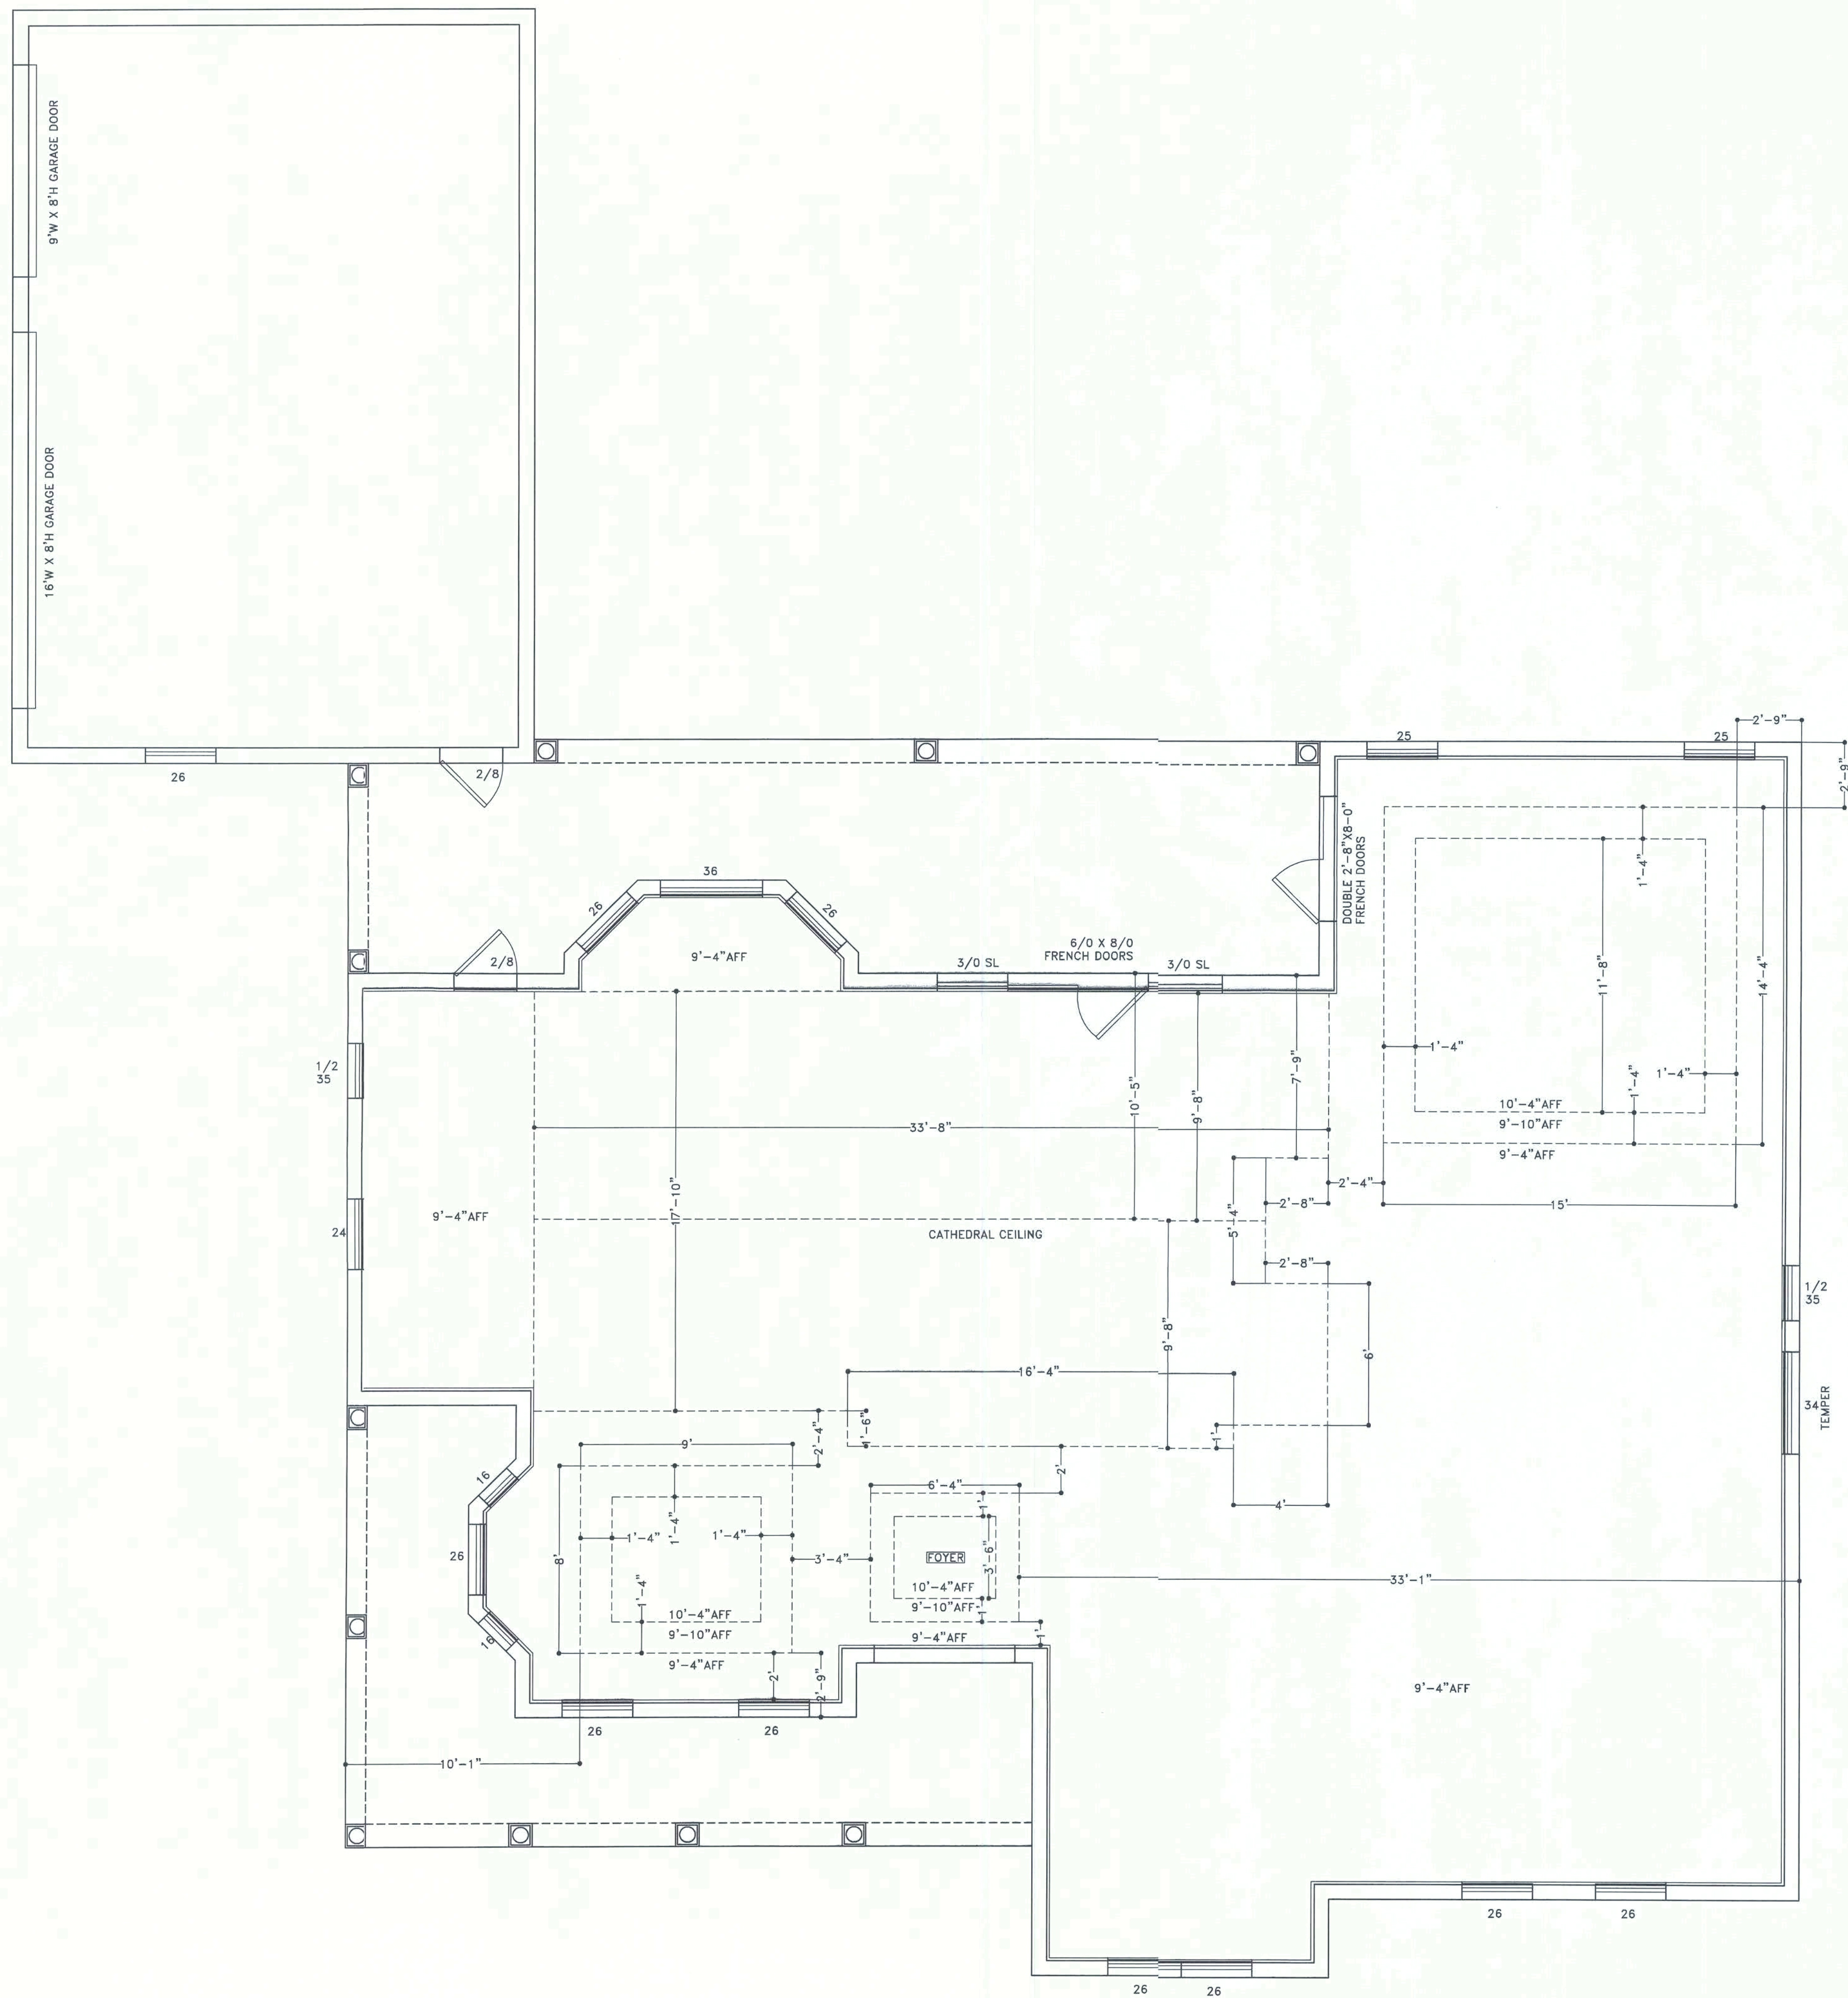 9'W X 8'H GARAGE DOOR
16'W X 8'H GARAGE DOOR
26
2/8
25
25
2'-9"
2'-9"
DOUBLE 2'-8"X8-0"
FRENCH DOORS
1'-4"
11'-8"
14'-4"
1'-4"
1'-4"
1'-4"
10'-4"AFF
9'-10"AFF
9'-4"AFF
36
26
26
9'-4"AFF
2/8
6/0 X 8/0
FRENCH DOORS
3/0 SL
3/0 SL
1/2
35
7'-9"
10'-5"
9'-8"
33'-8"
17'-10"
2'-4"
2'-8"
15'
5'-4"
9'-4"AFF
24
CATHEDRAL CEILING
2'-8"
1/2
35
9'-8"
6'
16'-4"
34
TEMPER
1'-6"
2'-4"
1'
9'
2'
16
6'-4"
1'
4'
1'-4"
1'-4"
1'-4"
8'
26
3'-4"
FOYER
3'-6"
33'-1"
1'-4"
10'-4"AFF
9'-10"AFF
9'-4"AFF
10'-4"AFF
9'-10"AFF
1'
9'-4"AFF
1'
16
2'
2'-9"
9'-4"AFF
26
26
10'-1"
26
26
26
26